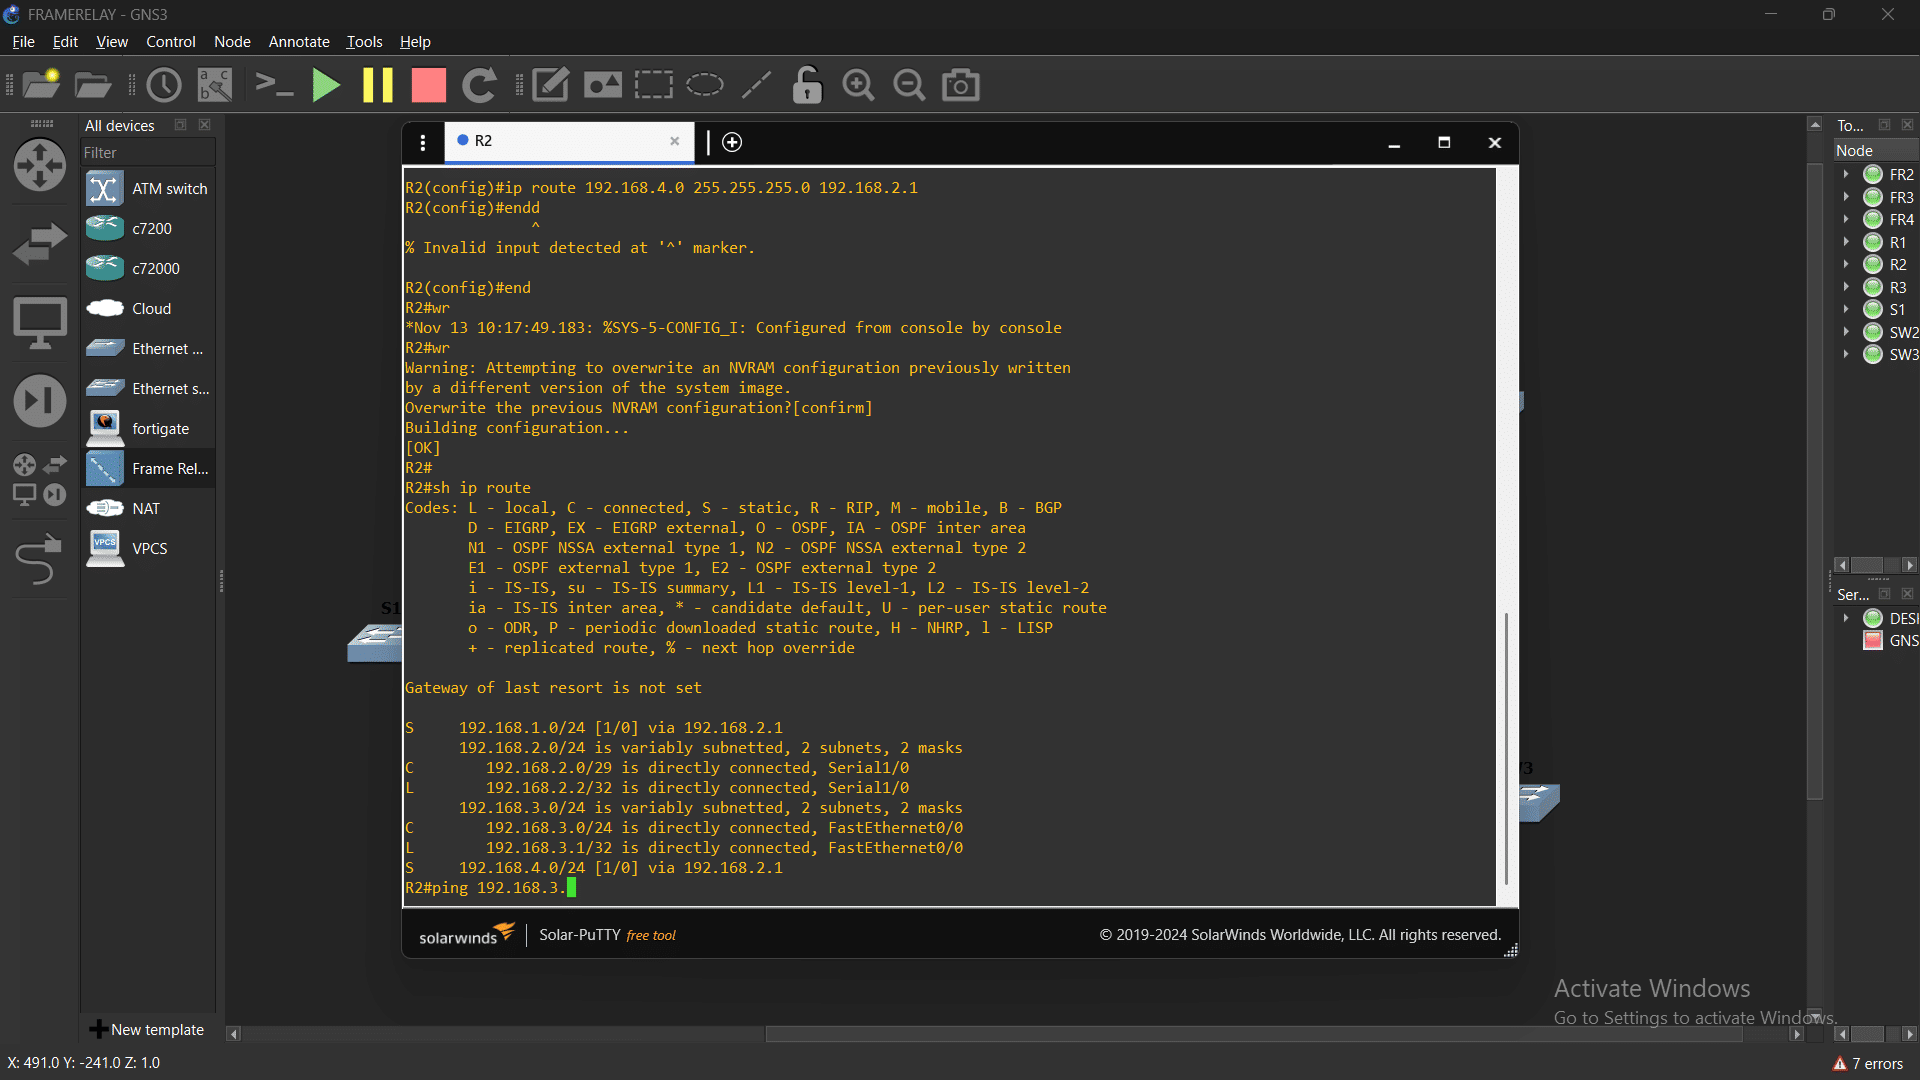 FRAMERELAY - GNS3
File Edit View Control Node Annotate Tools Help
All devices
Filter
ATM switch
c7200
c72000
Cloud
Ethernet ...
Ethernet s...
fortigate
Frame Rel...
NAT
VPCS
New template
S1
R2
R2(config)#ip route 192.168.4.0 255.255.255.0 192.168.2.1
R2(config)#endd
^
% Invalid input detected at '^' marker.
R2(config)#end
R2#wr
*Nov 13 10:17:49.183: %SYS-5-CONFIG_I: Configured from console by console
R2#wr
Warning: Attempting to overwrite an NVRAM configuration previously written
by a different version of the system image.
Overwrite the previous NVRAM configuration?[confirm]
Building configuration...
[OK]
R2#
R2#sh ip route
Codes: L - local, C - connected, S - static, R - RIP, M - mobile, B - BGP
D - EIGRP, EX - EIGRP external, O - OSPF, IA - OSPF inter area
N1 - OSPF NSSA external type 1, N2 - OSPF NSSA external type 2
E1 - OSPF external type 1, E2 - OSPF external type 2
i - IS-IS, su - IS-IS summary, L1 - IS-IS level-1, L2 - IS-IS level-2
ia - IS-IS inter area, * - candidate default, U - per-user static route
o - ODR, P - periodic downloaded static route, H - NHRP, l - LISP
+ - replicated route, % - next hop override
Gateway of last resort is not set
S 192.168.1.0/24 [1/0] via 192.168.2.1
192.168.2.0/24 is variably subnetted, 2 subnets, 2 masks
C 192.168.2.0/29 is directly connected, Serial1/0
L 192.168.2.2/32 is directly connected, Serial1/0
192.168.3.0/24 is variably subnetted, 2 subnets, 2 masks
C 192.168.3.0/24 is directly connected, FastEthernet0/0
L 192.168.3.1/32 is directly connected, FastEthernet0/0
S 192.168.4.0/24 [1/0] via 192.168.2.1
R2#ping 192.168.3.
solarwinds Solar-PuTTY free tool
© 2019-2024 SolarWinds Worldwide, LLC. All rights reserved.
3
To...
Node
FR2
FR3
FR4
R1
R2
R3
S1
SW2
SW3
Ser...
DESI
GNS
Activate Windows
Go to Settings to activate Windows.
X: 491.0 Y: -241.0 Z: 1.0
7 errors